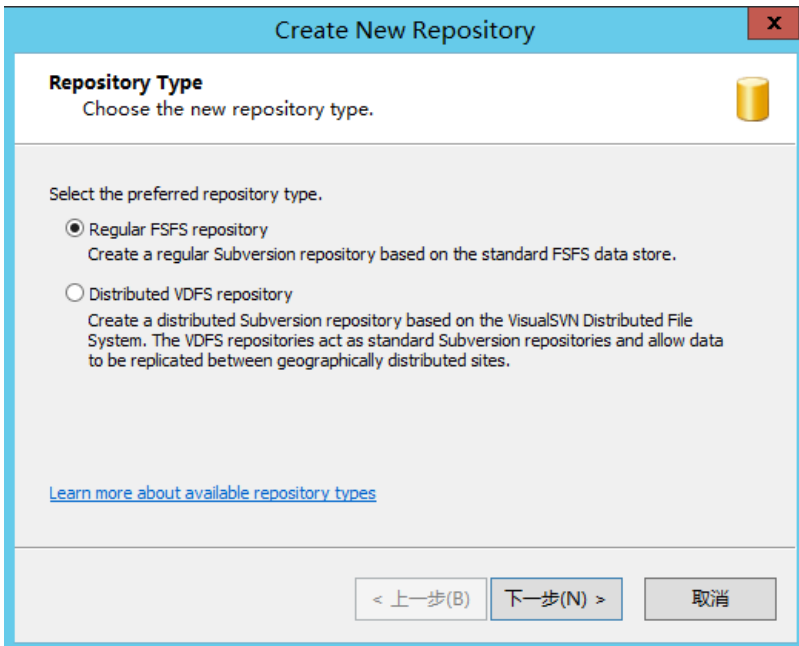 Create New Repository
x
Repository Type
Choose the new repository type.
Select the preferred repository type.
Regular FSFS repository
Create a regular Subversion repository based on the standard FSFS data store.
Distributed VDFS repository
Create a distributed Subversion repository based on the VisualSVN Distributed File
System. The VDFS repositories act as standard Subversion repositories and allow data
to be replicated between geographically distributed sites.
Learn more about available repository types
< 上一步(B) 下一步(N) > 取消